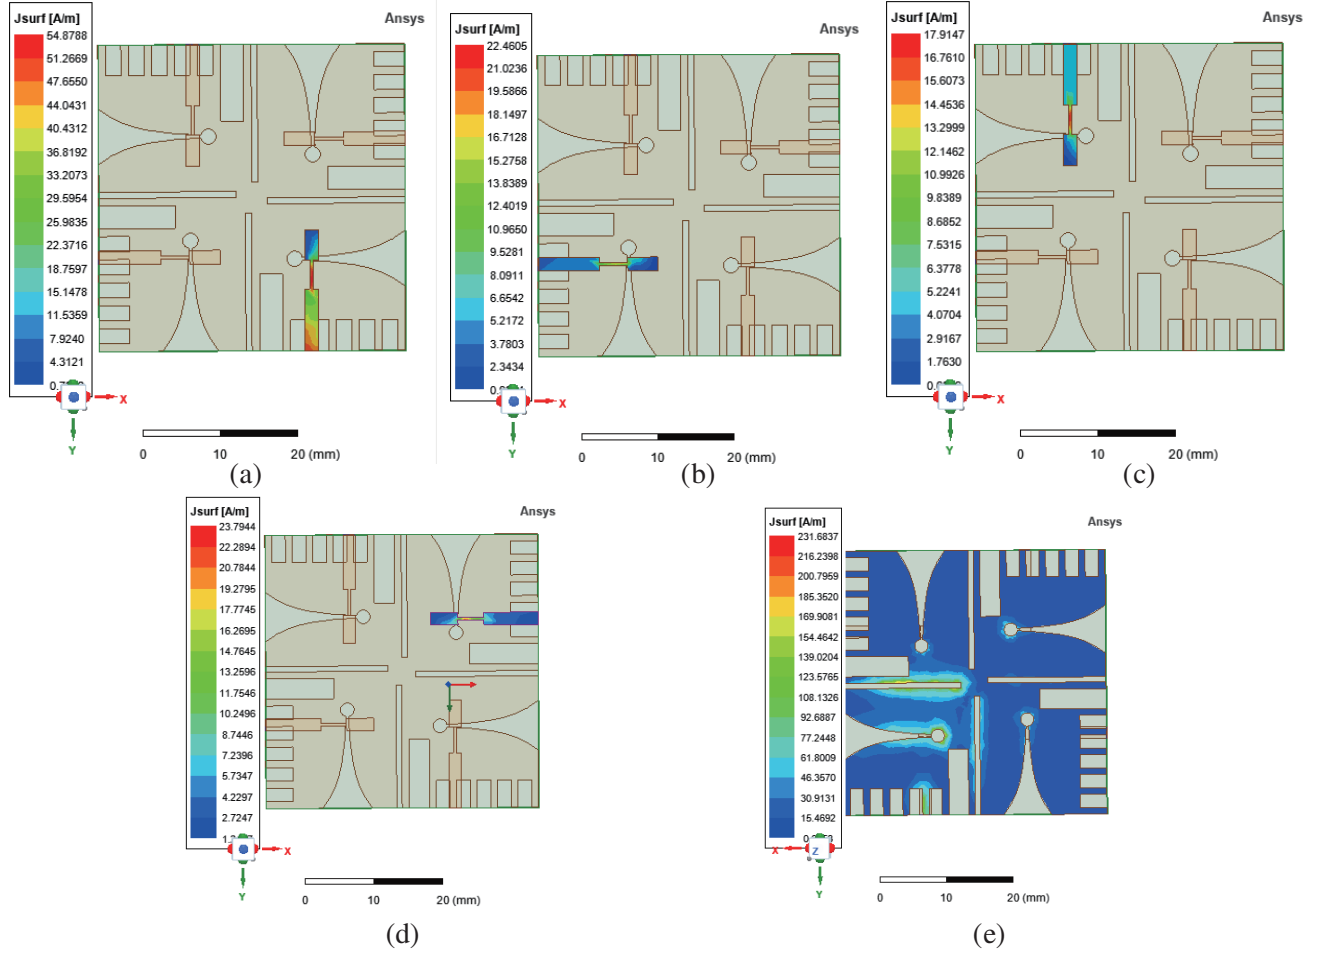 Jsurf [A/m]
Ansys
54.8788
51.2669
47.6550
44.0431
40.4312
36.8192
33.2073
29.5954
25.9835
22.3716
18.7597
15.1478
11.5359
7.9240
4.3121
X
Y
0 10 20 (mm)
(a)
Jsurf [A/m]
Ansys
22.4605
21.0236
19.5866
18.1497
16.7128
15.2758
13.8389
12.4019
10.9650
9.5281
8.0911
6.6542
5.2172
3.7803
2.3434
X
Y
0 10 20 (mm)
(b)
Jsurf [A/m]
Ansys
17.9147
16.7610
15.6073
14.4536
13.2999
12.1462
10.9926
9.8389
8.6852
7.5315
6.3778
5.2241
4.0704
2.9167
1.7630
X
Y
0 10 20 (mm)
(c)
Jsurf [A/m]
Ansys
23.7944
22.2894
20.7844
19.2795
17.7745
16.2695
14.7645
13.2596
11.7546
10.2496
8.7446
7.2396
5.7347
4.2297
2.7247
X
Y
0 10 20 (mm)
(d)
Jsurf [A/m]
Ansys
231.6837
216.2398
200.7959
185.3520
169.9081
154.4642
139.0204
123.5765
108.1326
92.6887
77.2448
61.8009
46.3570
30.9131
15.4692
X Z
Y
0 10 20 (mm)
(e)